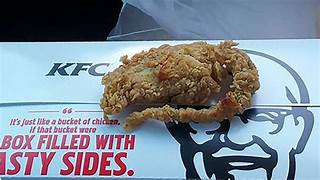 KFC
“
it's just like a bucket of chicken,
if that bucket were
BOX FILLED WITH
ASTY SIDES.